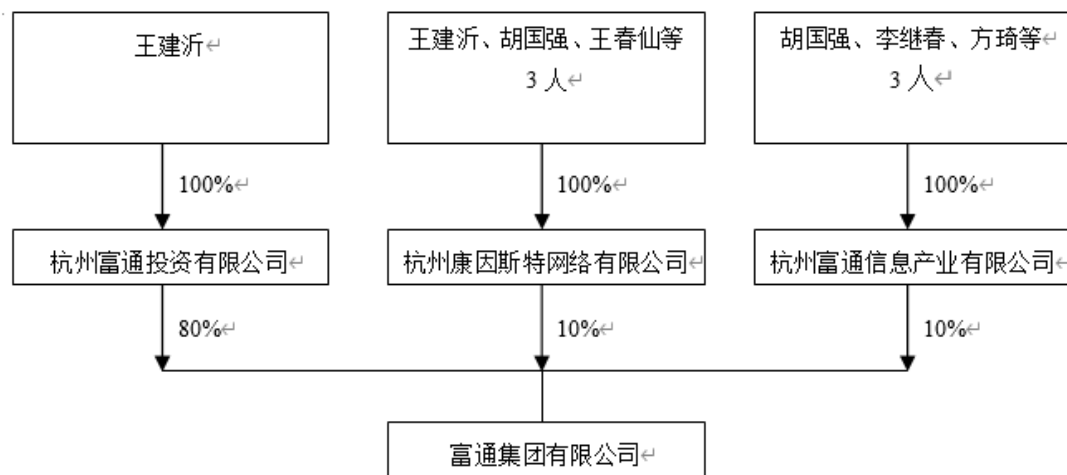 王建沂
王春沂、胡国强、王春仙等
3 人
胡国强、李继春、方琦等
3 人
100%
100%
100%
杭州富通投资有限公司
杭州康因斯特网络有限公司
杭州富通信息产业有限公司
80%
10%
10%
富通集团有限公司